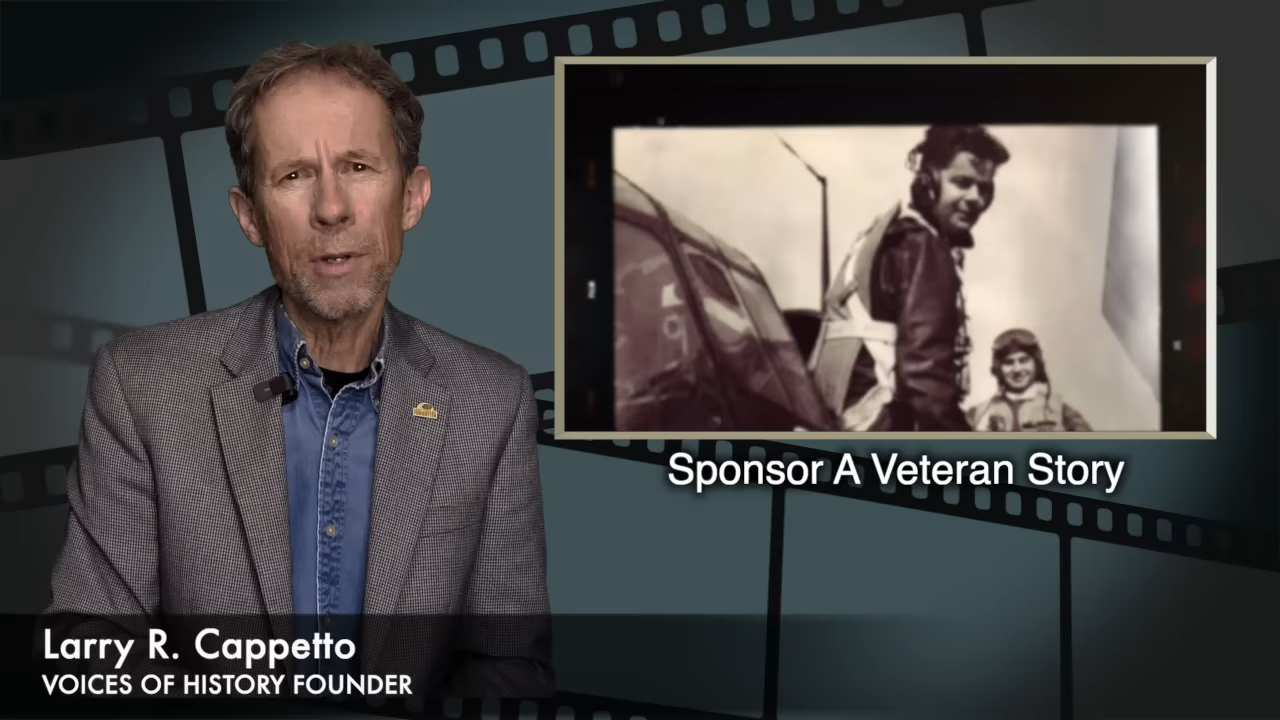 Sponsor A Veteran Story
Larry R. Cappetto
VOICES OF HISTORY FOUNDER